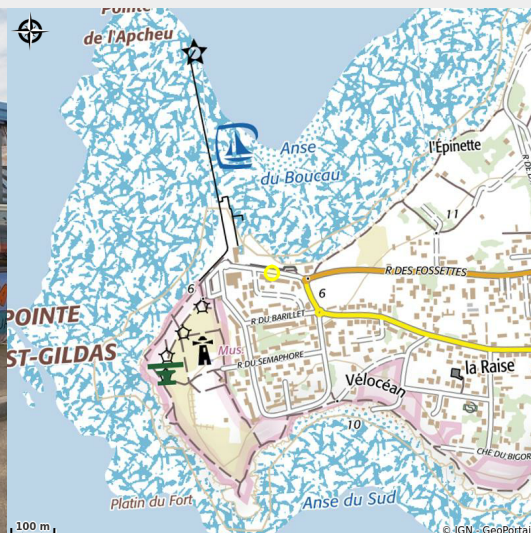 Pointe
de l'Apcheu
Anse
du Boucau
l'Épinette
11
R DES FOSSETTES
6
6
R DU BARILLET
POINTE
ST-GILDAS
Mus.
R DU SEMAPHORE
Vélocéan
la Raise
10
CHE DU BIGOR
Platin du Fort
Anse du Sud
100 m
© IGN - GeoPortai